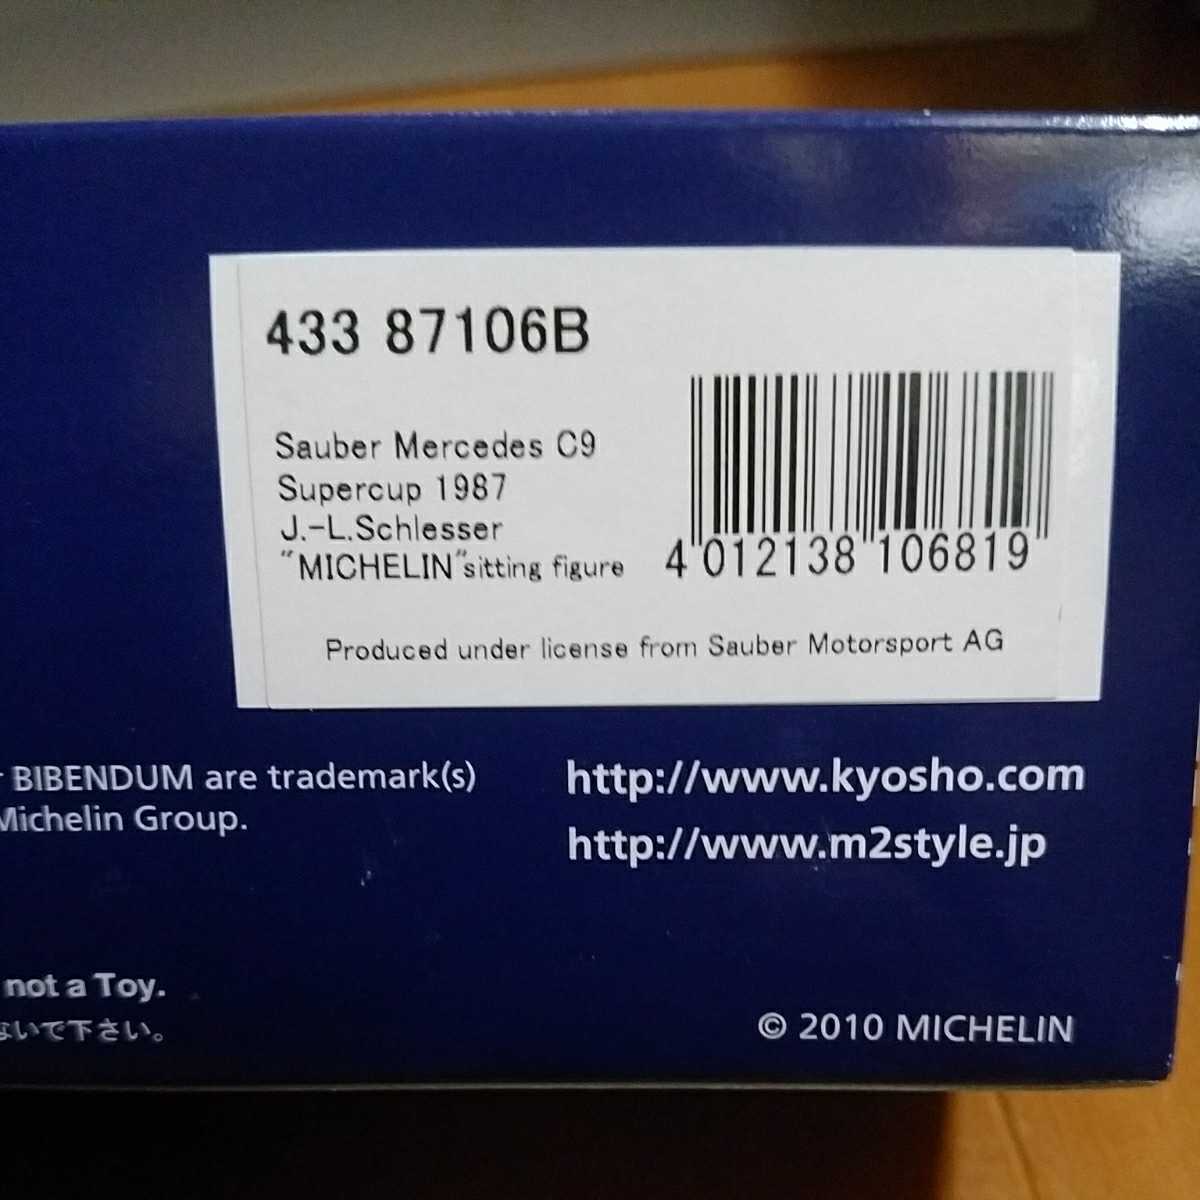 433 87106B
Sauber Mercedes C9
Supercup 1987
J.-L.Schlesser
"MICHELIN"sitting figure
4 012138 106819
Produced under license from Sauber Motorsport AG
BIBENDUM are trademark(s)
Michelin Group.
http://www.kyosho.com
http://www.m2style.jp
not a Toy.
ないで下さい。
© 2010 MICHELIN